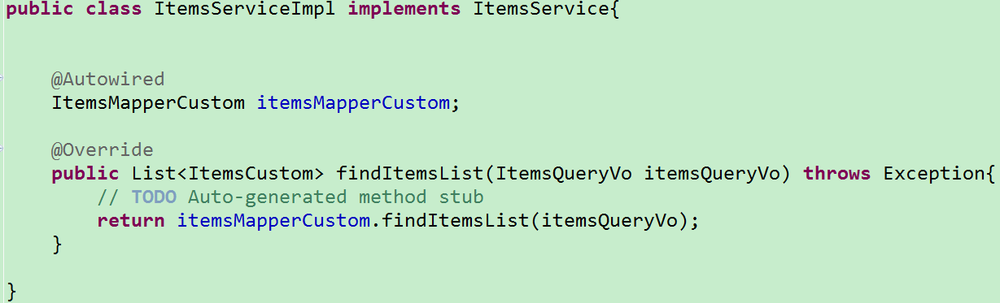 public class ItemsServiceImpl implements ItemsService{
@Autowired
ItemsMapperCustom itemsMapperCustom;
@Override
public List<ItemsCustom> findItemsList(ItemsQueryVo itemsQueryVo) throws Exception{
// TODO Auto-generated method stub
return itemsMapperCustom.findItemsList(itemsQueryVo);
}
}